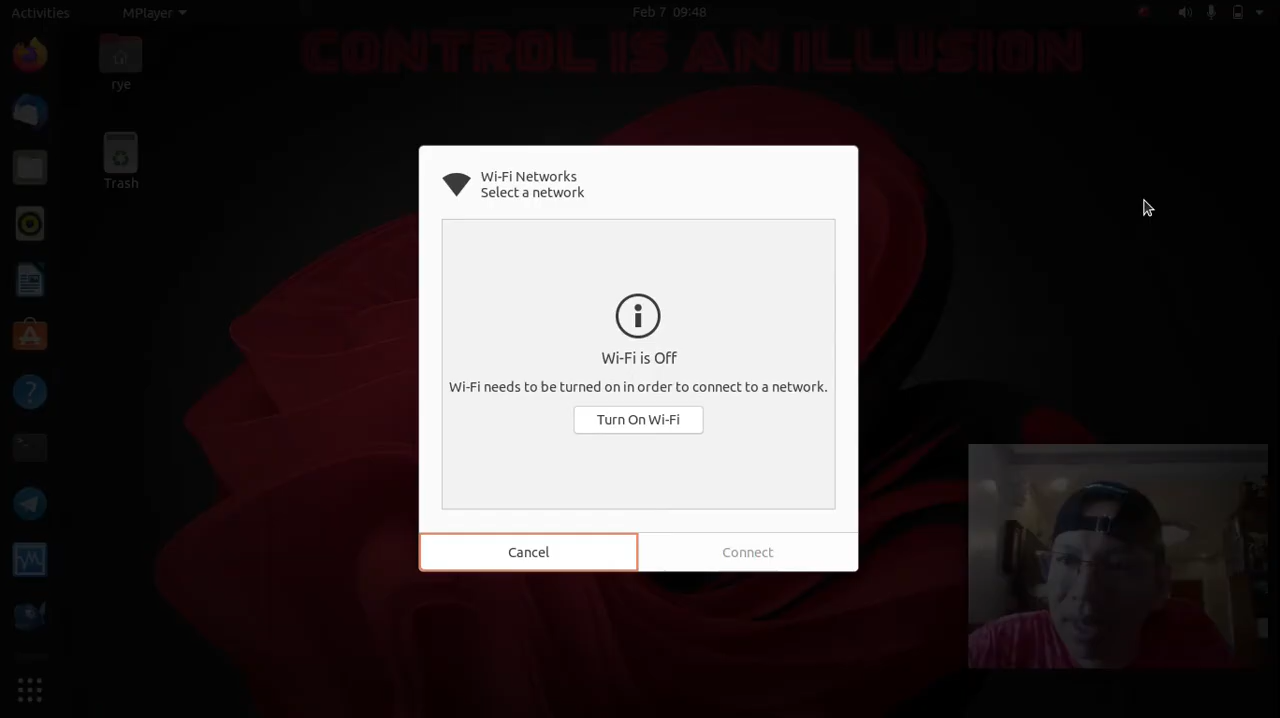 Activities MPlayer Feb 7 09:48
CONTROL IS AN ILLUSION
rye
Trash
Wi-Fi Networks
Select a network
Wi-Fi is Off
Wi-Fi needs to be turned on in order to connect to a network.
Turn On Wi-Fi
Cancel Connect